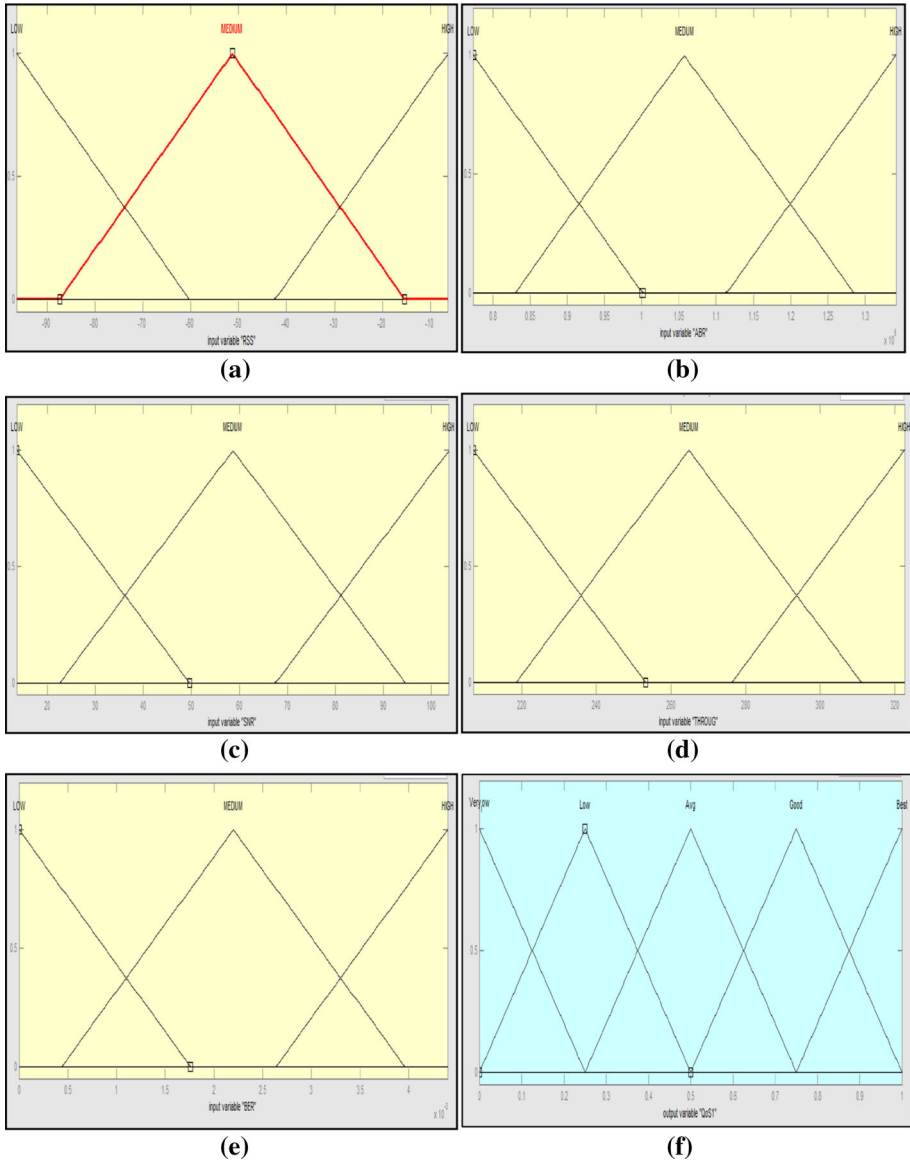 LOW MEDIUM HIGH
1
0.5
0
-90 -80 -70 -60 -50 -40 -30 -20 -10
input variable "RSS"
(a)
LOW MEDIUM HIGH
1
0.5
0
0.8 0.85 0.9 0.95 1 1.05 1.1 1.15 1.2 1.25 1.3
input variable "ABR"
(b)
LOW MEDIUM HIGH
1
0.5
0
20 30 40 50 60 70 80 90 100
input variable "SNR"
(c)
LOW MEDIUM HIGH
1
0.5
0
220 240 260 280 300 320
input variable "THROUG"
(d)
LOW MEDIUM HIGH
1
0.5
0
0 0.5 1 1.5 2 2.5 3 3.5 4
input variable "BER"
(e)
Low Avg Good Best
1
0.5
0
0 0.1 0.2 0.3 0.4 0.5 0.6 0.7 0.8 0.9 1
output variable "QoS1"
(f)